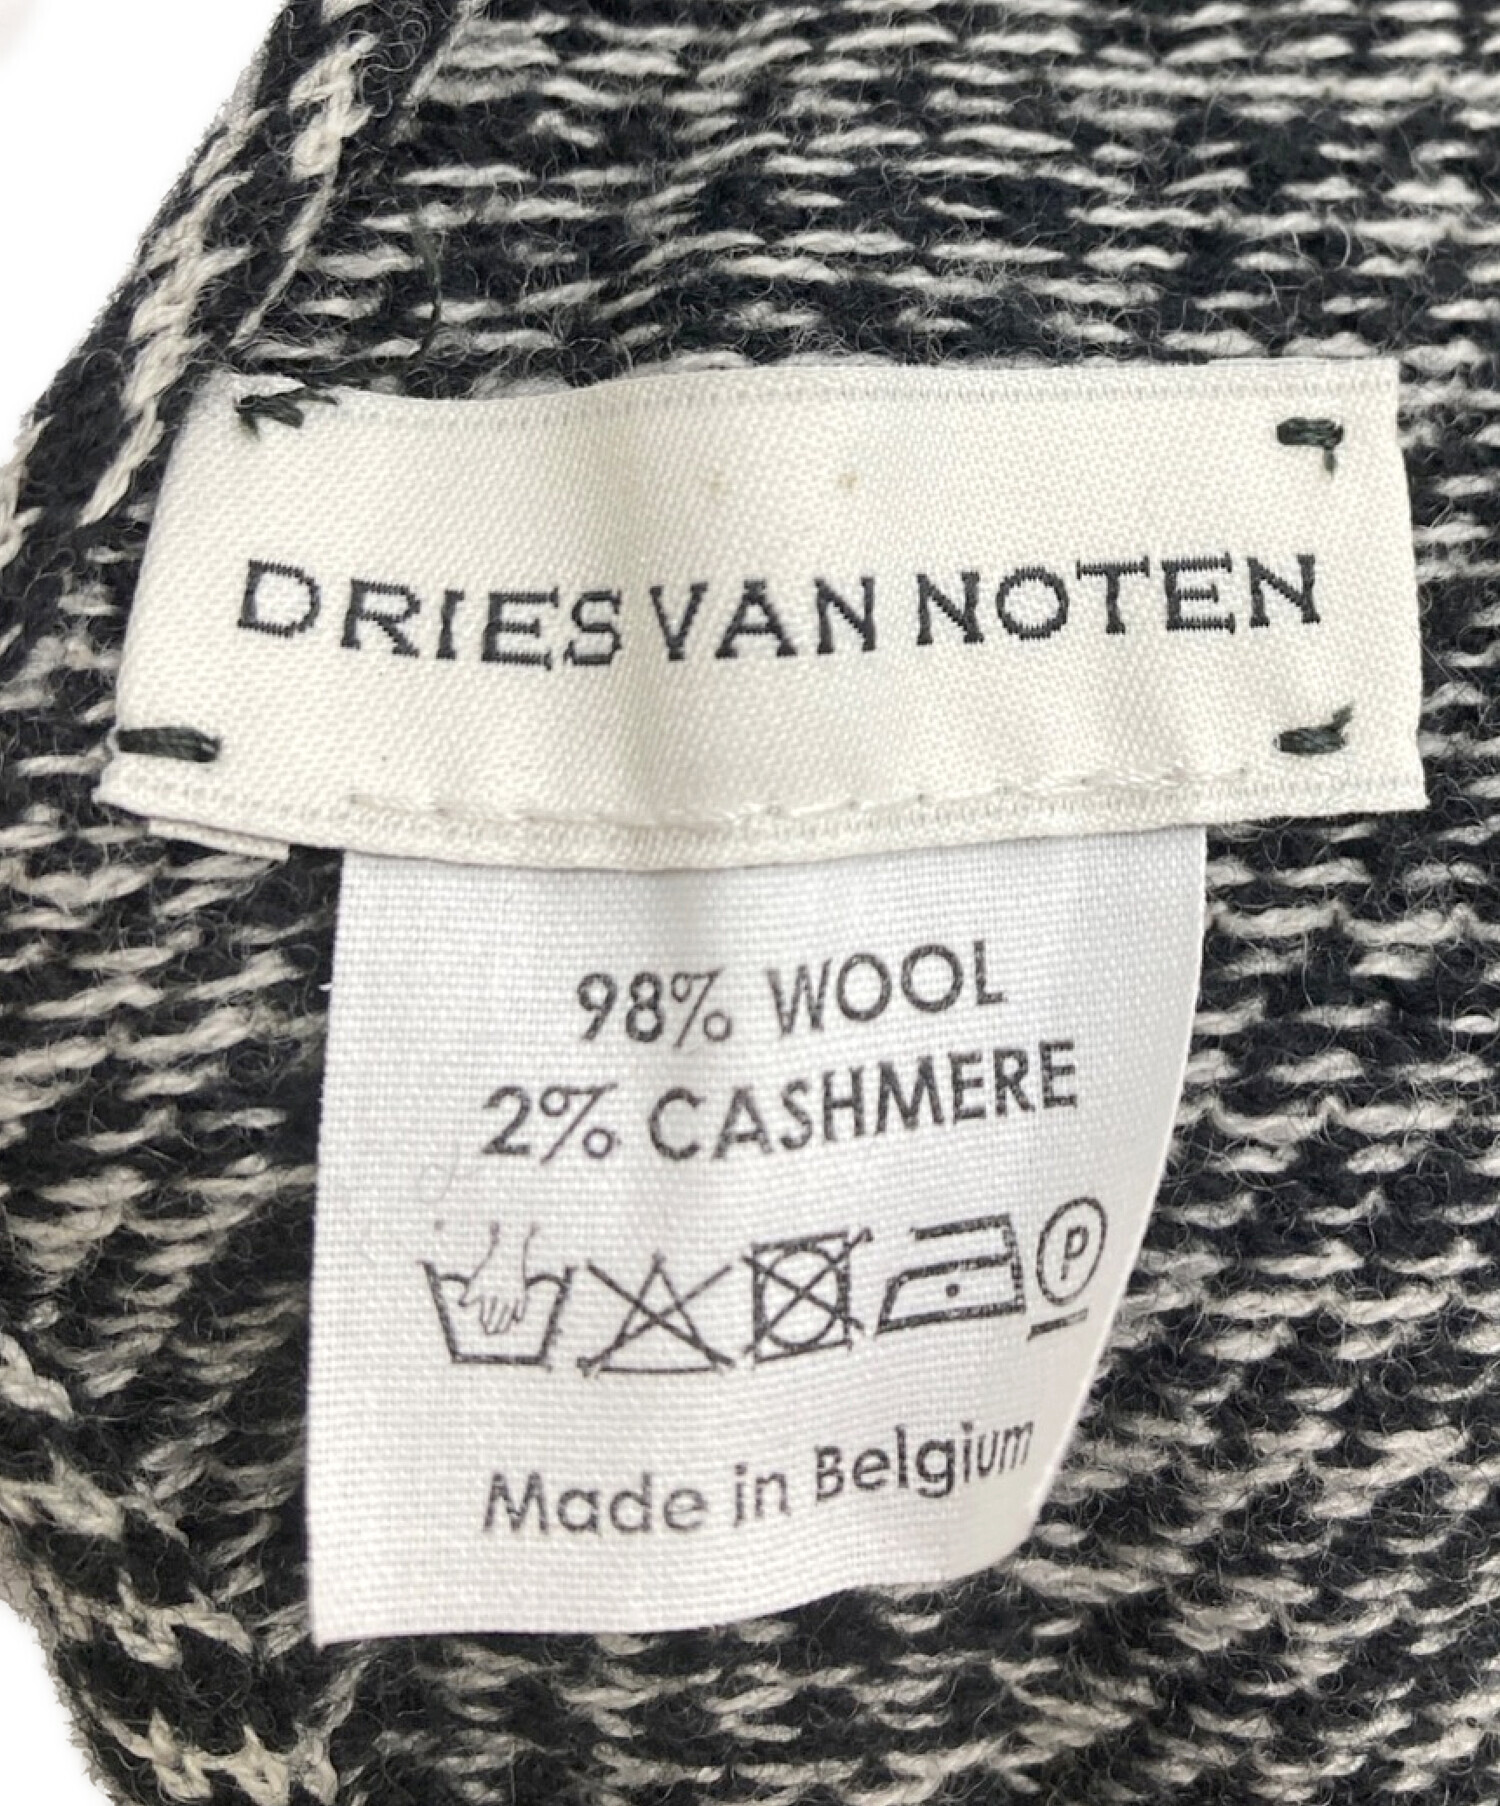 DRIES VAN NOTEN
98% WOOL
2% CASHMERE
P
Made in Belgium